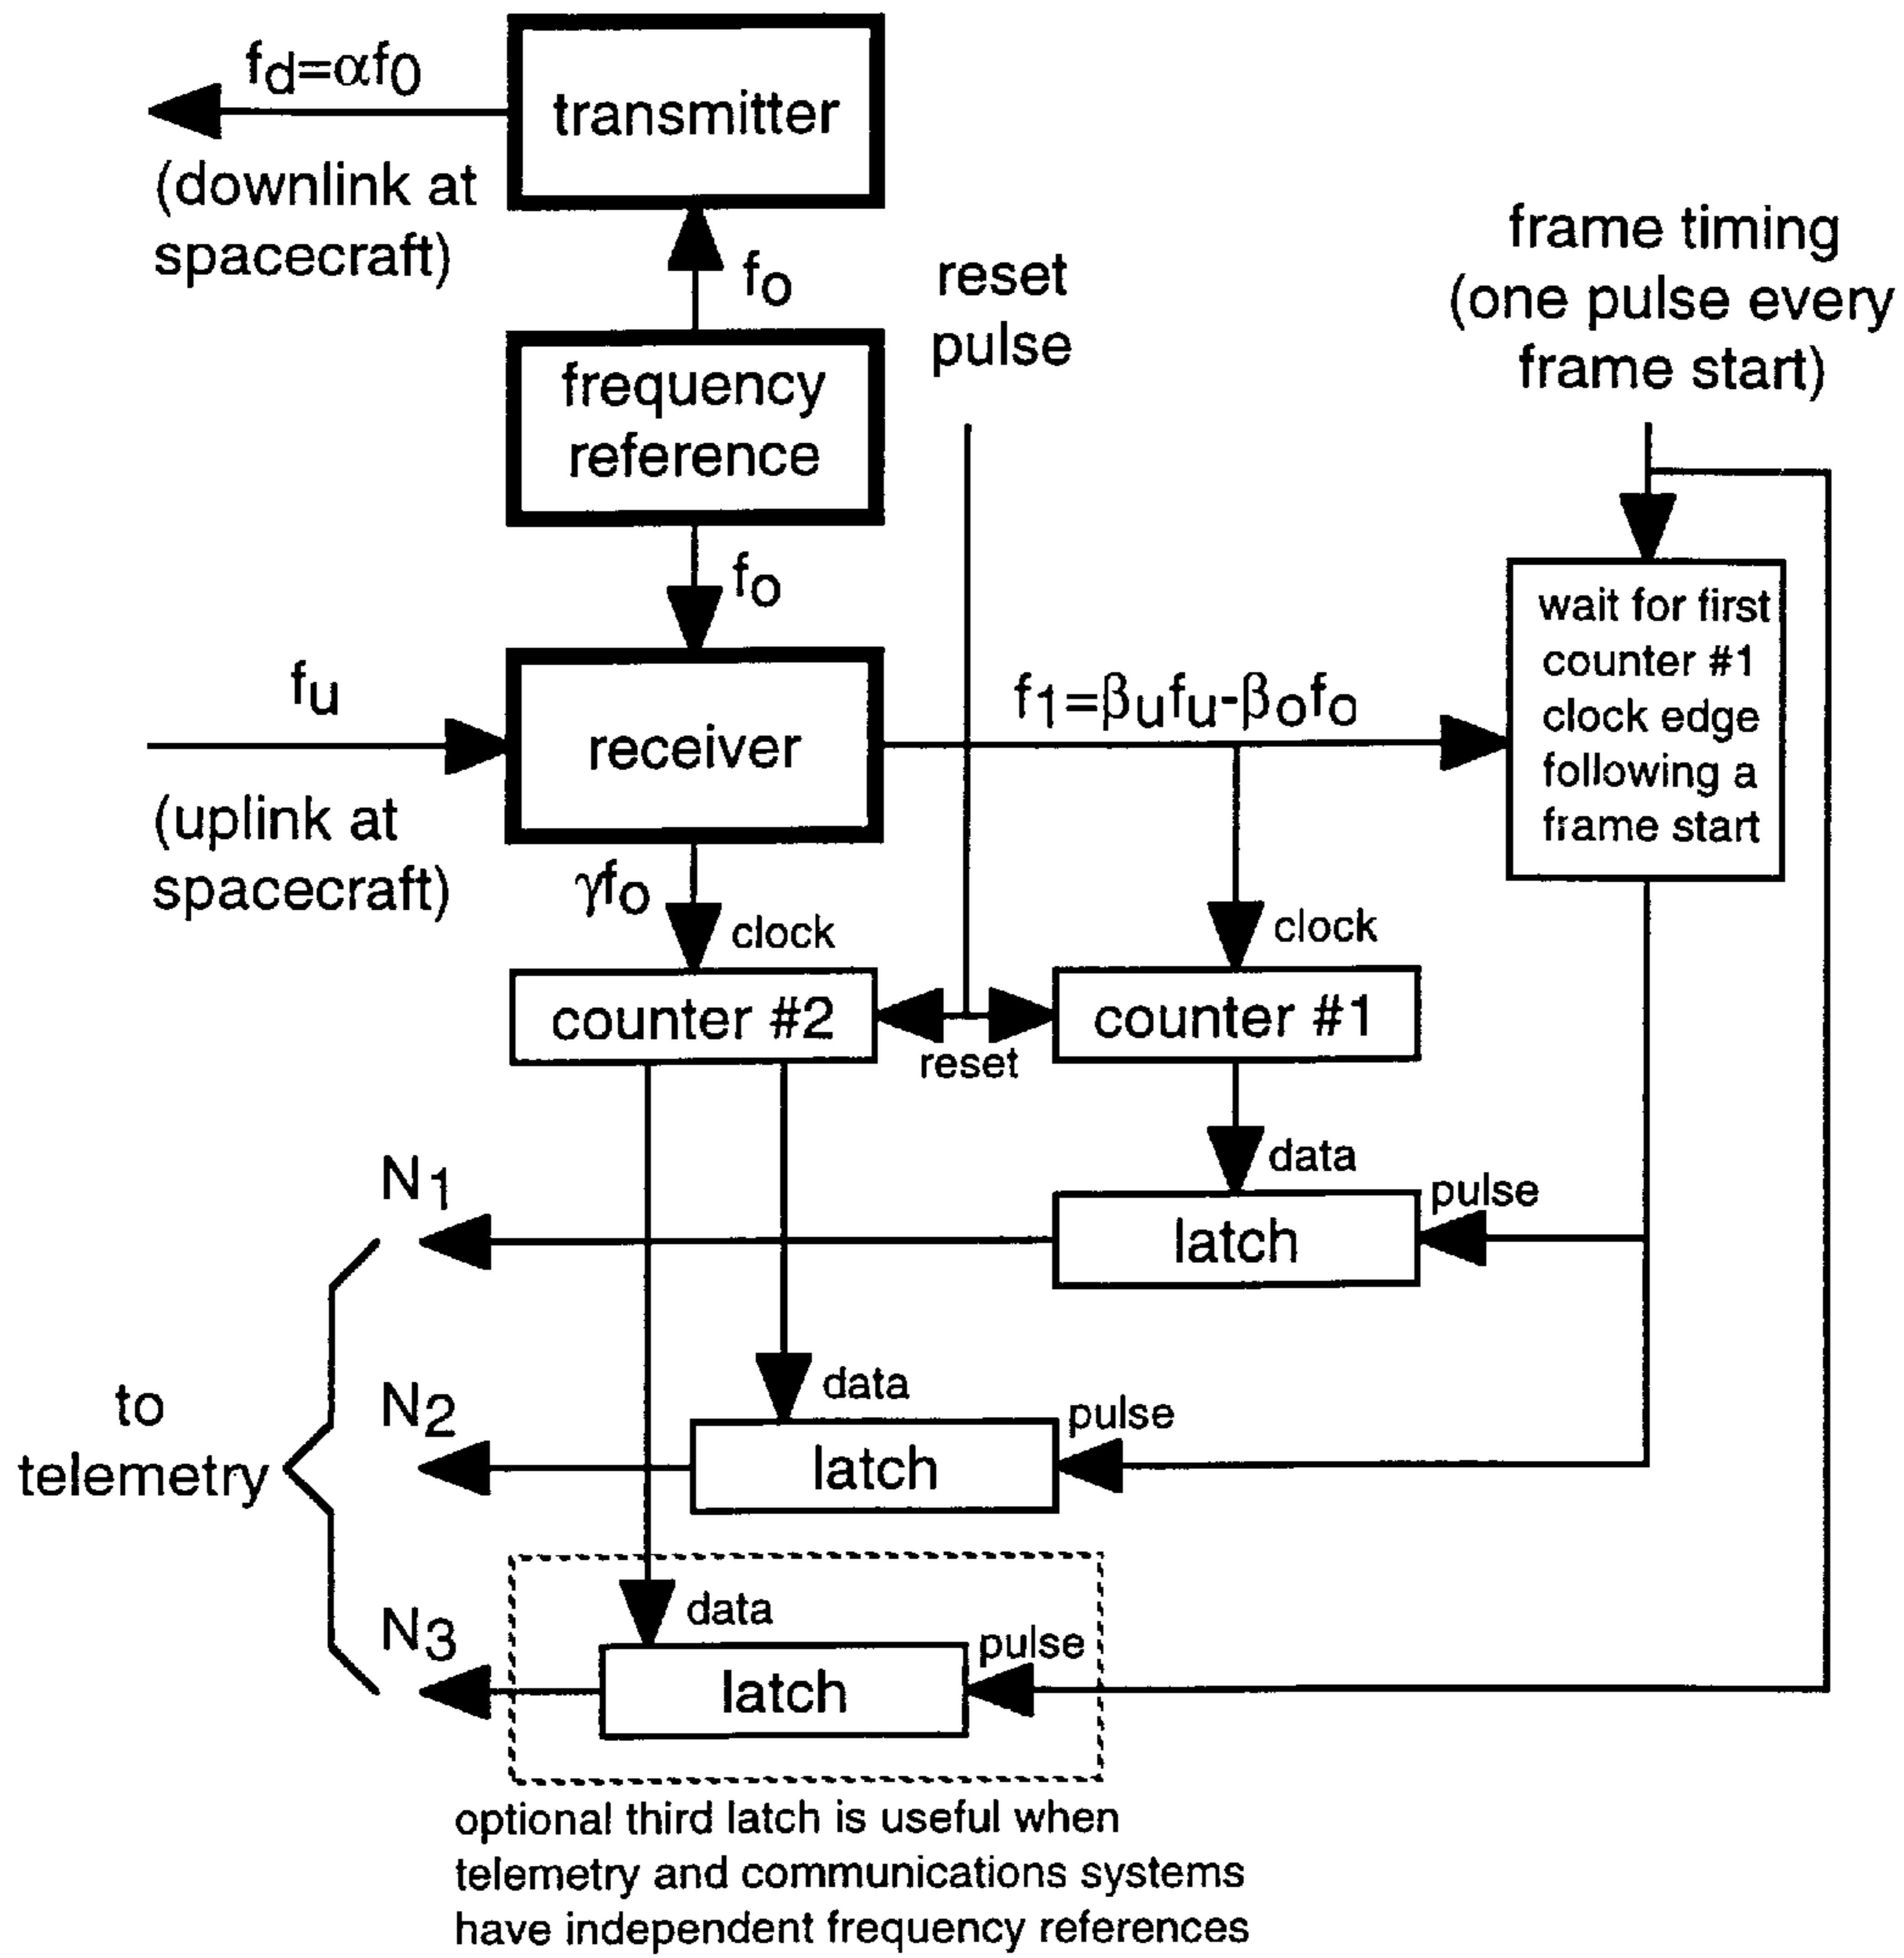 fd=αf0
transmitter
(downlink at
spacecraft)
fo
reset
pulse
frame timing
(one pulse every
frame start)
frequency
reference
fo
wait for first
counter #1
clock edge
following a
frame start
fu
receiver
f1=βufu-βofo
(uplink at
spacecraft)
γfo
clock
clock
counter #2
counter #1
reset
data
N1
pulse
latch
data
N2
pulse
latch
to
telemetry
data
N3
pulse
latch
optional third latch is useful when
telemetry and communications systems
have independent frequency references